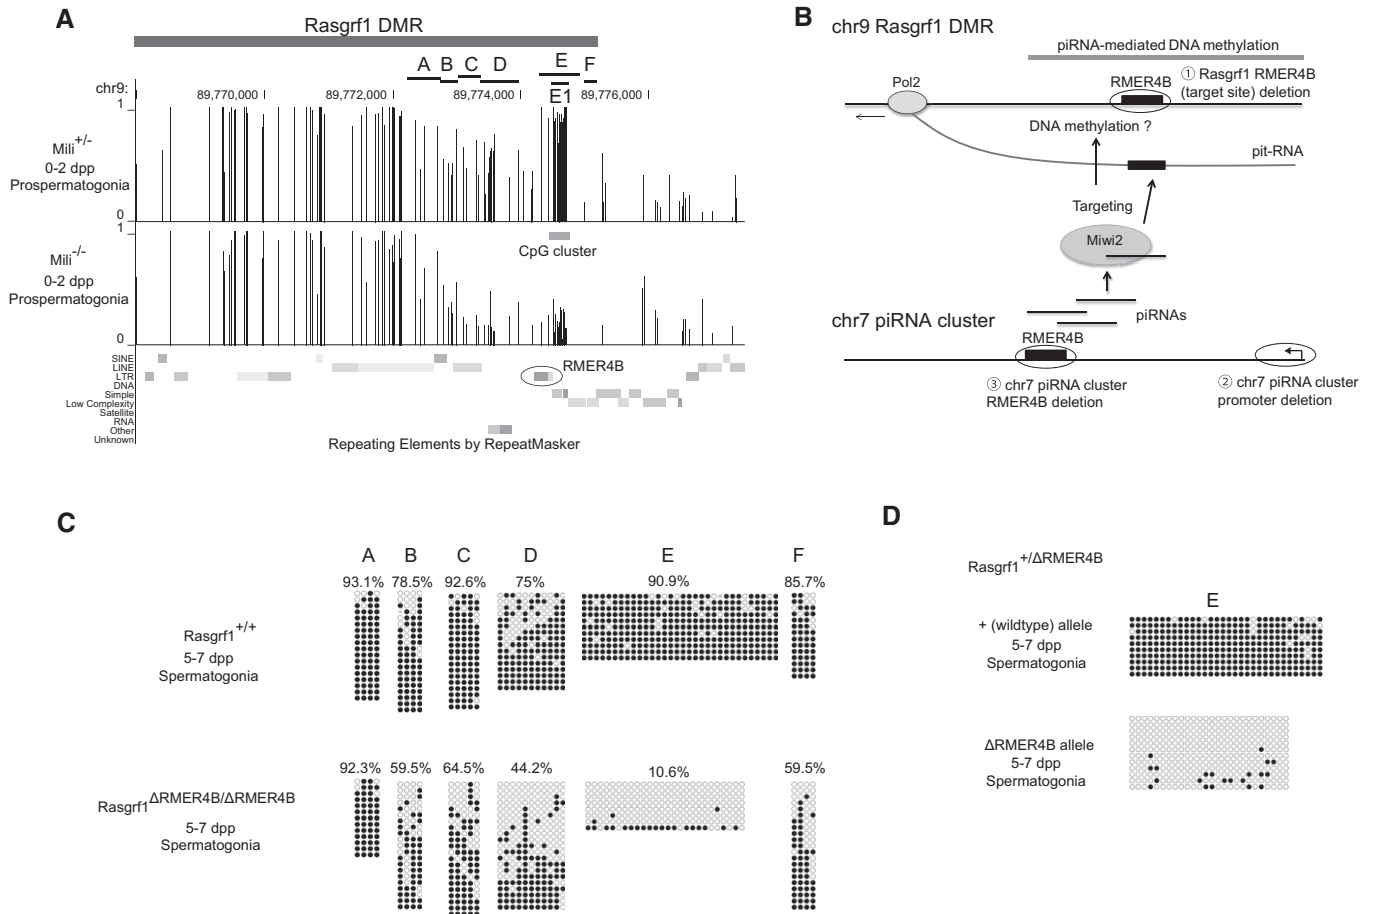 A
Rasgrf1 DMR
A B C D E F
chr9:
89,770,000 89,772,000 89,774,000 E1 89,776,000
1
Mili+/-
0-2 dpp
Prospermatogonia
0
1
CpG cluster
Mili-/-
0-2 dpp
Prospermatogonia
0
SINE
LINE
LTR
DNA
Simple
Low Complexity
Satellite
RNA
Other
Unknown
RMER4B
Repeating Elements by RepeatMasker
B
chr9 Rasgrf1 DMR
piRNA-mediated DNA methylation
Pol2
RMER4B
① Rasgrf1 RMER4B
(target site) deletion
DNA methylation ?
pit-RNA
Targeting
Miwi2
piRNAs
chr7 piRNA cluster
RMER4B
③ chr7 piRNA cluster
RMER4B deletion
② chr7 piRNA cluster
promoter deletion
C
A B C D E F
93.1% 78.5% 92.6% 75% 90.9% 85.7%
Rasgrf1+/+
5-7 dpp
Spermatogonia
92.3% 59.5% 64.5% 44.2% 10.6% 59.5%
Rasgrf1ΔRMER4B/ΔRMER4B
5-7 dpp
Spermatogonia
D
Rasgrf1+/ΔRMER4B
E
+ (wildtype) allele
5-7 dpp
Spermatogonia
ΔRMER4B allele
5-7 dpp
Spermatogonia